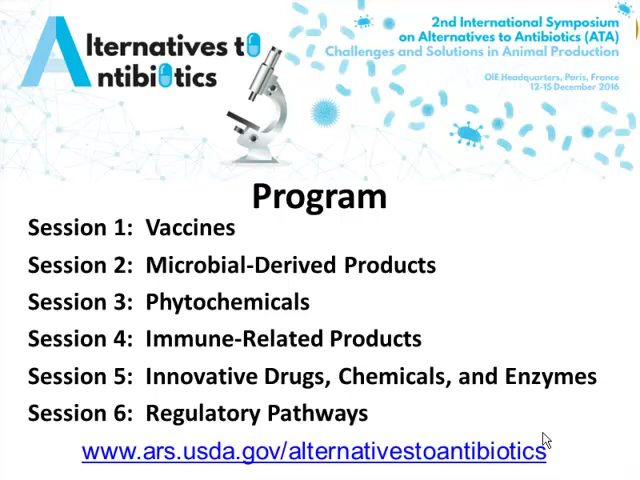 Alternatives to
Antibiotics
2nd International Symposium
on Alternatives to Antibiotics (ATA)
Challenges and Solutions in Animal Production
OIE Headquarters, Paris, France
12-15 December 2016
Program
Session 1: Vaccines
Session 2: Microbial-Derived Products
Session 3: Phytochemicals
Session 4: Immune-Related Products
Session 5: Innovative Drugs, Chemicals, and Enzymes
Session 6: Regulatory Pathways
www.ars.usda.gov/alternativestoantibiotics